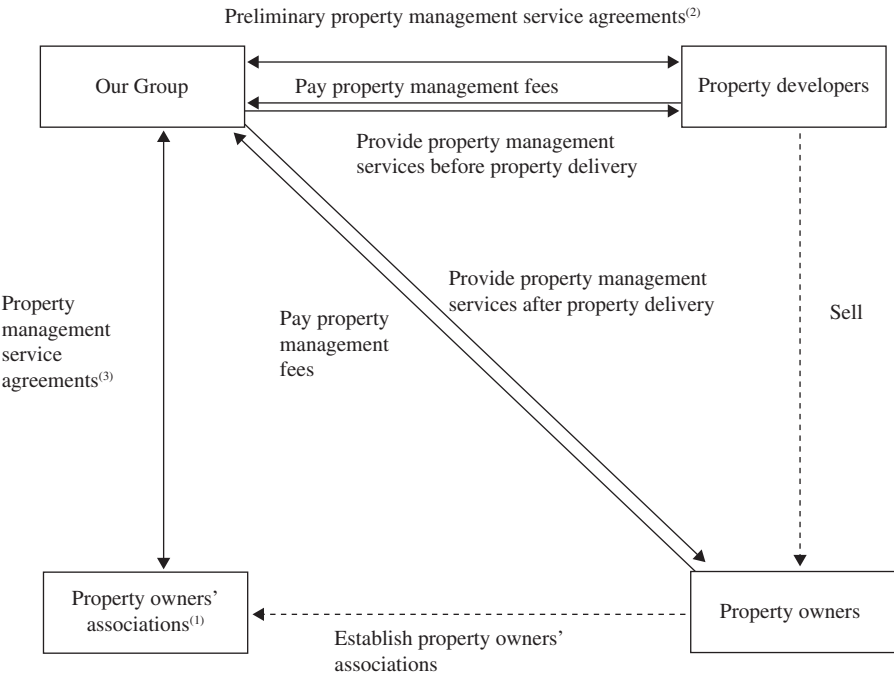 Preliminary property management service agreements(2)
Our Group
Pay property management fees
Property developers
Provide property management
services before property delivery
Provide property management
services after property delivery
Sell
Property
management
service
agreements(3)
Pay property
management
fees
Property owners’
associations(1)
Property owners
Establish property owners’
associations